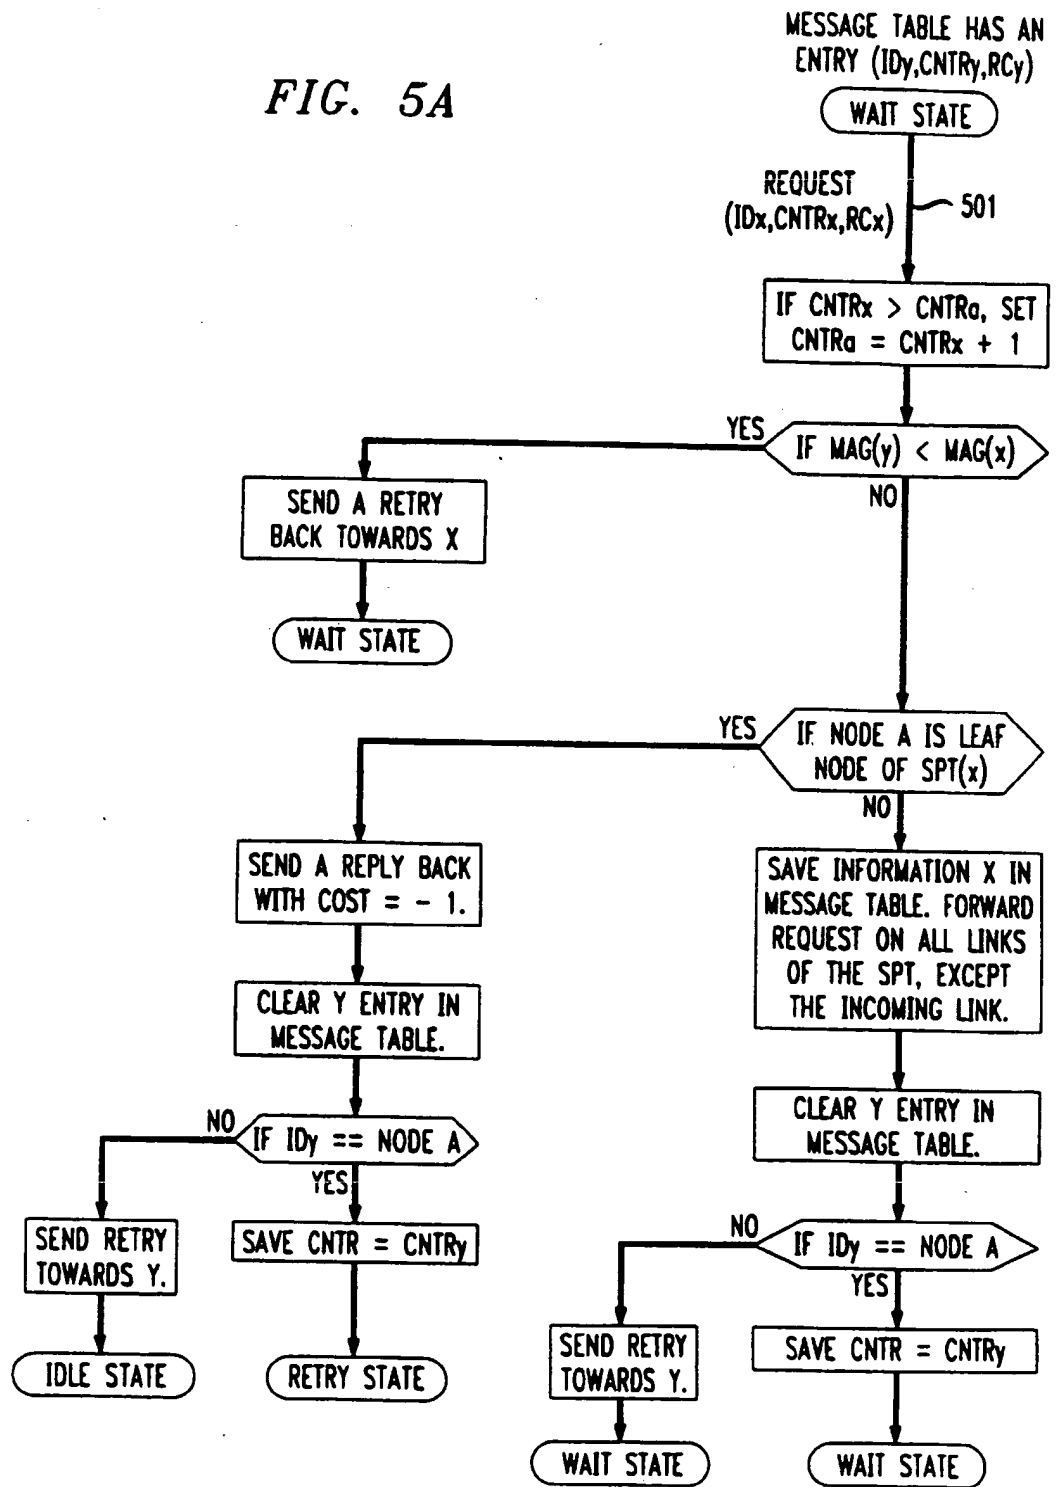 MESSAGE TABLE HAS AN
ENTRY (IDy,CNTRy,RCy)
FIG. 5A
WAIT STATE
REQUEST
(IDx,CNTRx,RCx)
501
IF CNTRx > CNTRa, SET
CNTRa = CNTRx + 1
YES
IF MAG(y) < MAG(x)
NO
SEND A RETRY
BACK TOWARDS X
WAIT STATE
YES
IF NODE A IS LEAF
NODE OF SPT(x)
NO
SEND A REPLY BACK
WITH COST = - 1.
SAVE INFORMATION X IN
MESSAGE TABLE. FORWARD
REQUEST ON ALL LINKS
OF THE SPT, EXCEPT
THE INCOMING LINK.
CLEAR Y ENTRY IN
MESSAGE TABLE.
CLEAR Y ENTRY IN
MESSAGE TABLE.
NO
IF IDy == NODE A
YES
NO
IF IDy == NODE A
YES
SEND RETRY
TOWARDS Y.
SAVE CNTR = CNTRy
SEND RETRY
TOWARDS Y.
SAVE CNTR = CNTRy
IDLE STATE
RETRY STATE
WAIT STATE
WAIT STATE